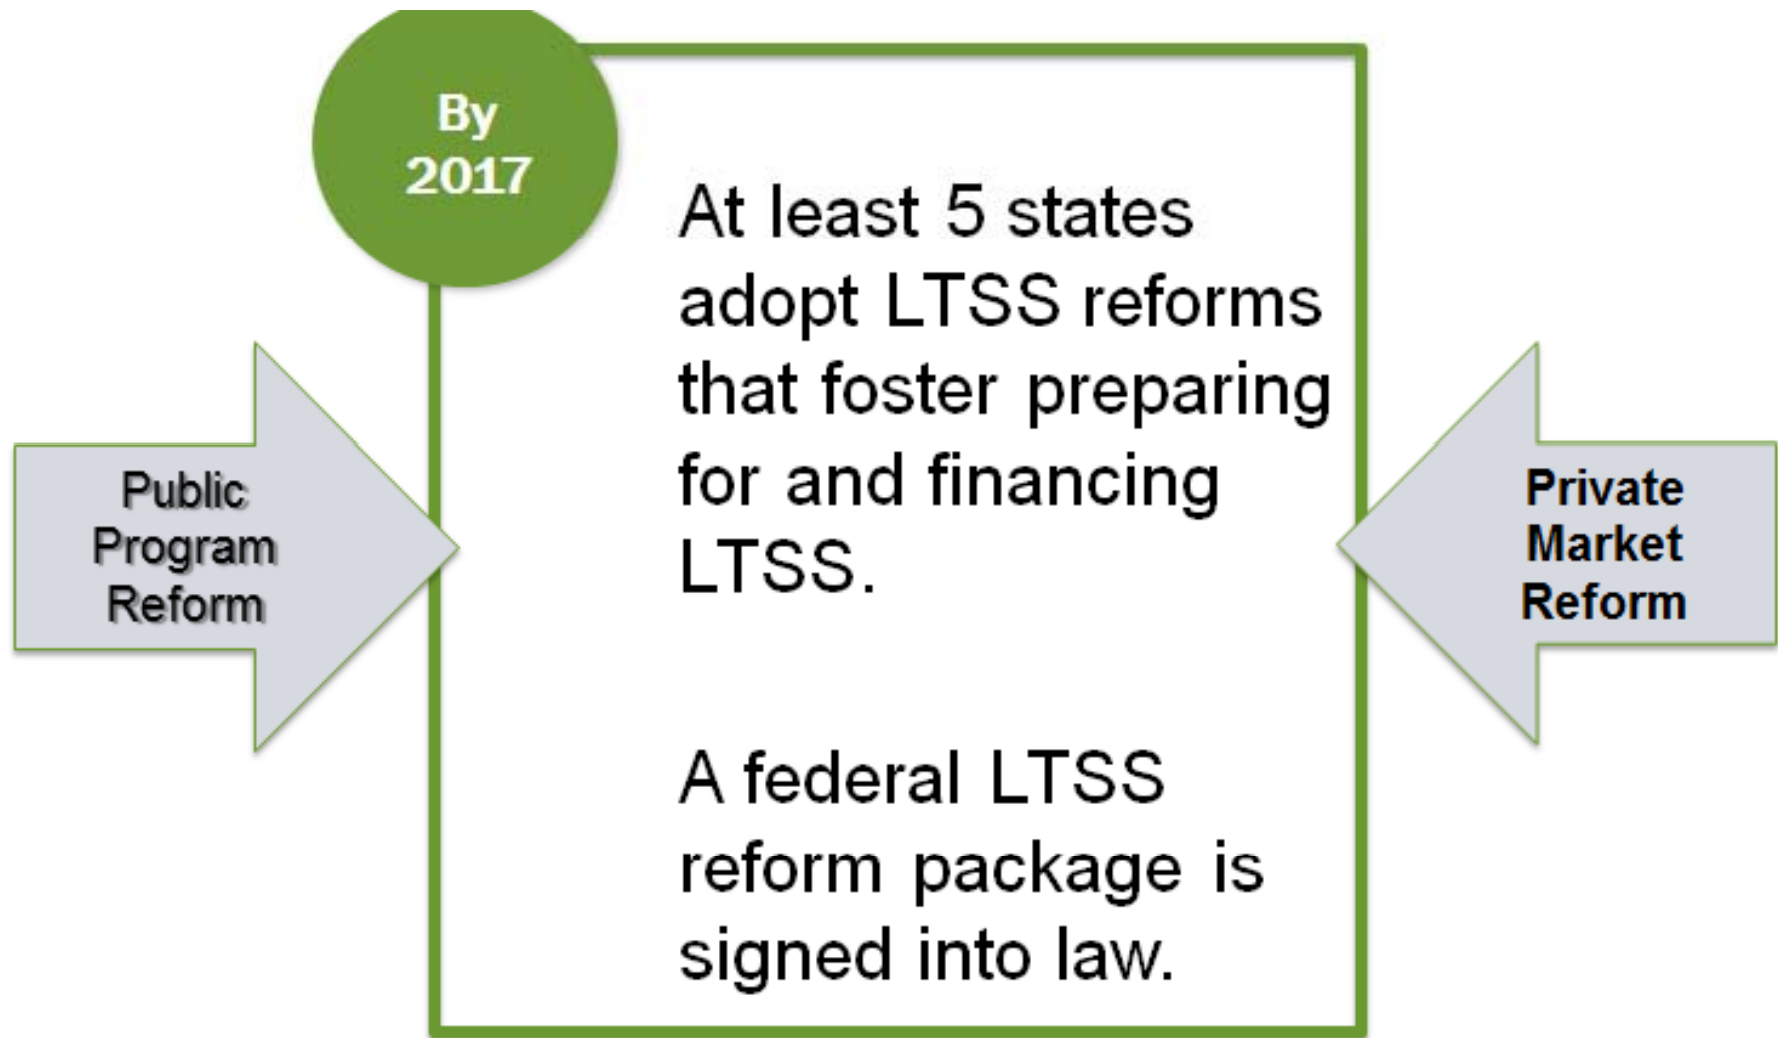 By
2017
At least 5 states
adopt LTSS reforms
that foster preparing
for and financing
LTSS.
A federal LTSS
reform package is
signed into law.
Public
Program
Reform
Private
Market
Reform